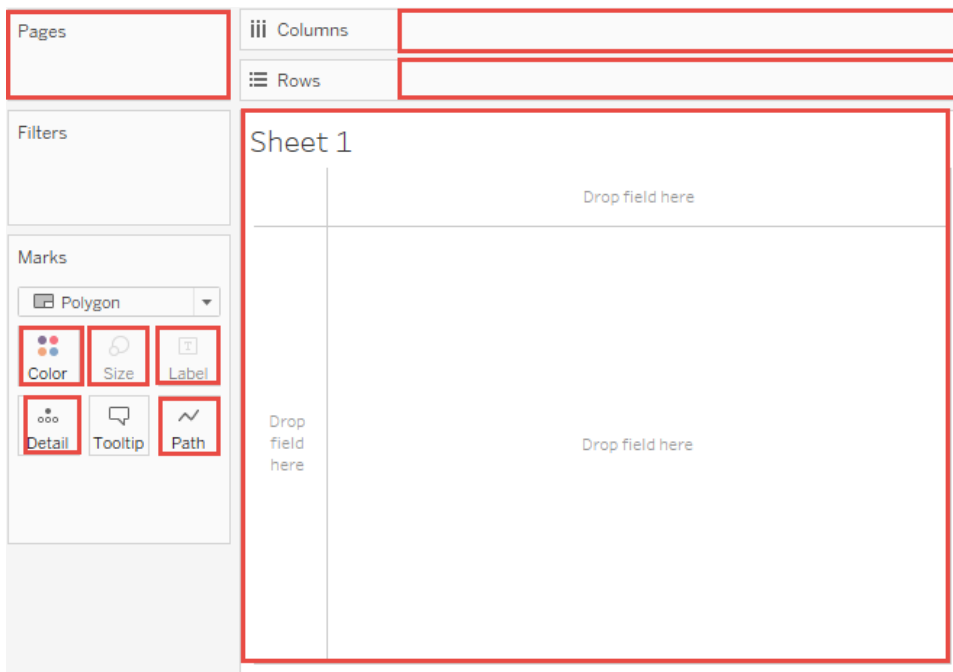 Pages
Columns
Rows
Filters
Sheet 1
Drop field here
Marks
Polygon
Color
Size
T
Label
Detail
Tooltip
Path
Drop
field
here
Drop field here